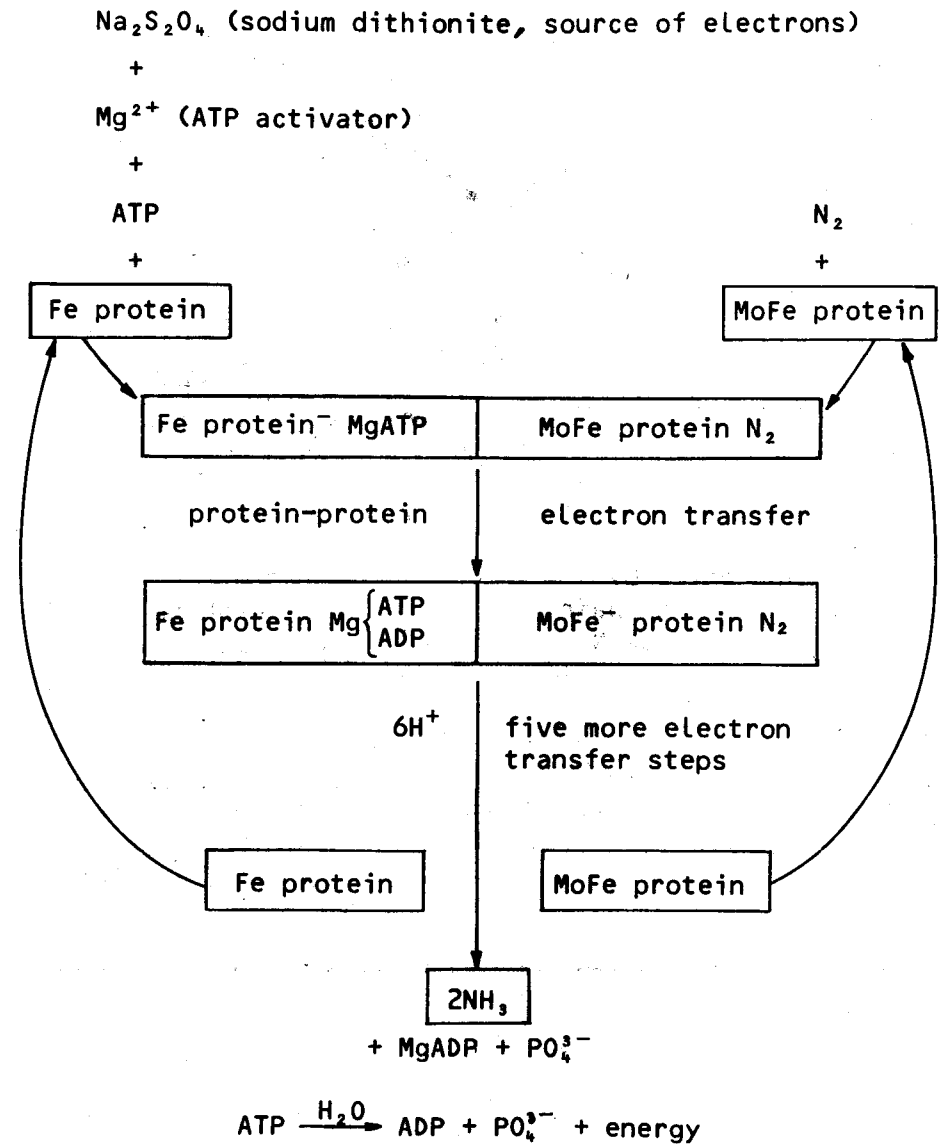 Na₂S₂O₄ (sodium dithionite, source of electrons)
+
Mg²⁺ (ATP activator)
+
ATP
+
Fe protein
N₂
+
MoFe protein
Fe protein⁻ MgATP
MoFe protein N₂
protein-protein
electron transfer
Fe protein Mg{ATP
ADP
MoFe⁻ protein N₂
6H⁺
five more electron
transfer steps
Fe protein
MoFe protein
2NH₃
+ MgADP + PO₄³⁻
ATP →(H₂O) ADP + PO₄³⁻ + energy